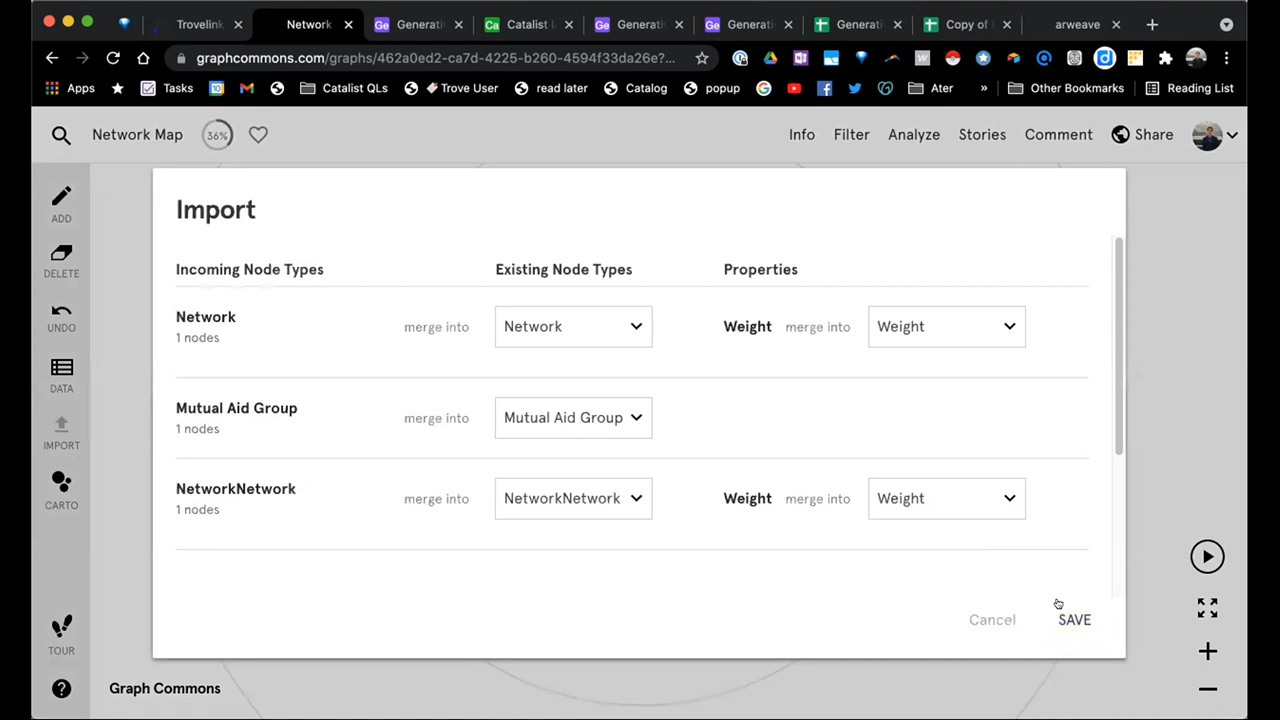 Trovelink
Network
Generati
Catalist
Generati
Generati
Generati
Copy of
arweave
graphcommons.com/graphs/462a0ed2-ca7d-4225-b260-4594f33da26e?...
Apps
Tasks
Catalist QLs
Trove User
read later
Catalog
popup
Ater
»
Other Bookmarks
Reading List
Network Map
36%
Info
Filter
Analyze
Stories
Comment
Share
ADD
DELETE
UNDO
DATA
IMPORT
CARTO
TOUR
Import
Incoming Node Types
Existing Node Types
Properties
Network
1 nodes
merge into
Network
Weight
merge into
Weight
Mutual Aid Group
1 nodes
merge into
Mutual Aid Group
NetworkNetwork
1 nodes
merge into
NetworkNetwork
Weight
merge into
Weight
Cancel
SAVE
Graph Commons